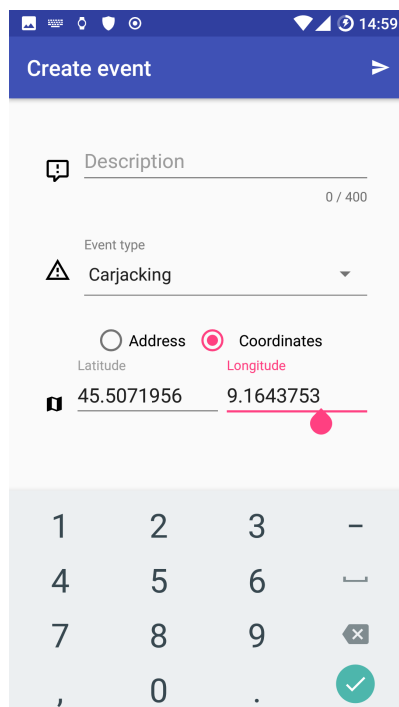 14:59
Create event
Description
0 / 400
Event type
Carjacking
Address Coordinates
Latitude Longitude
45.5071956 9.1643753
1 2 3 -
4 5 6
7 8 9
, 0 .